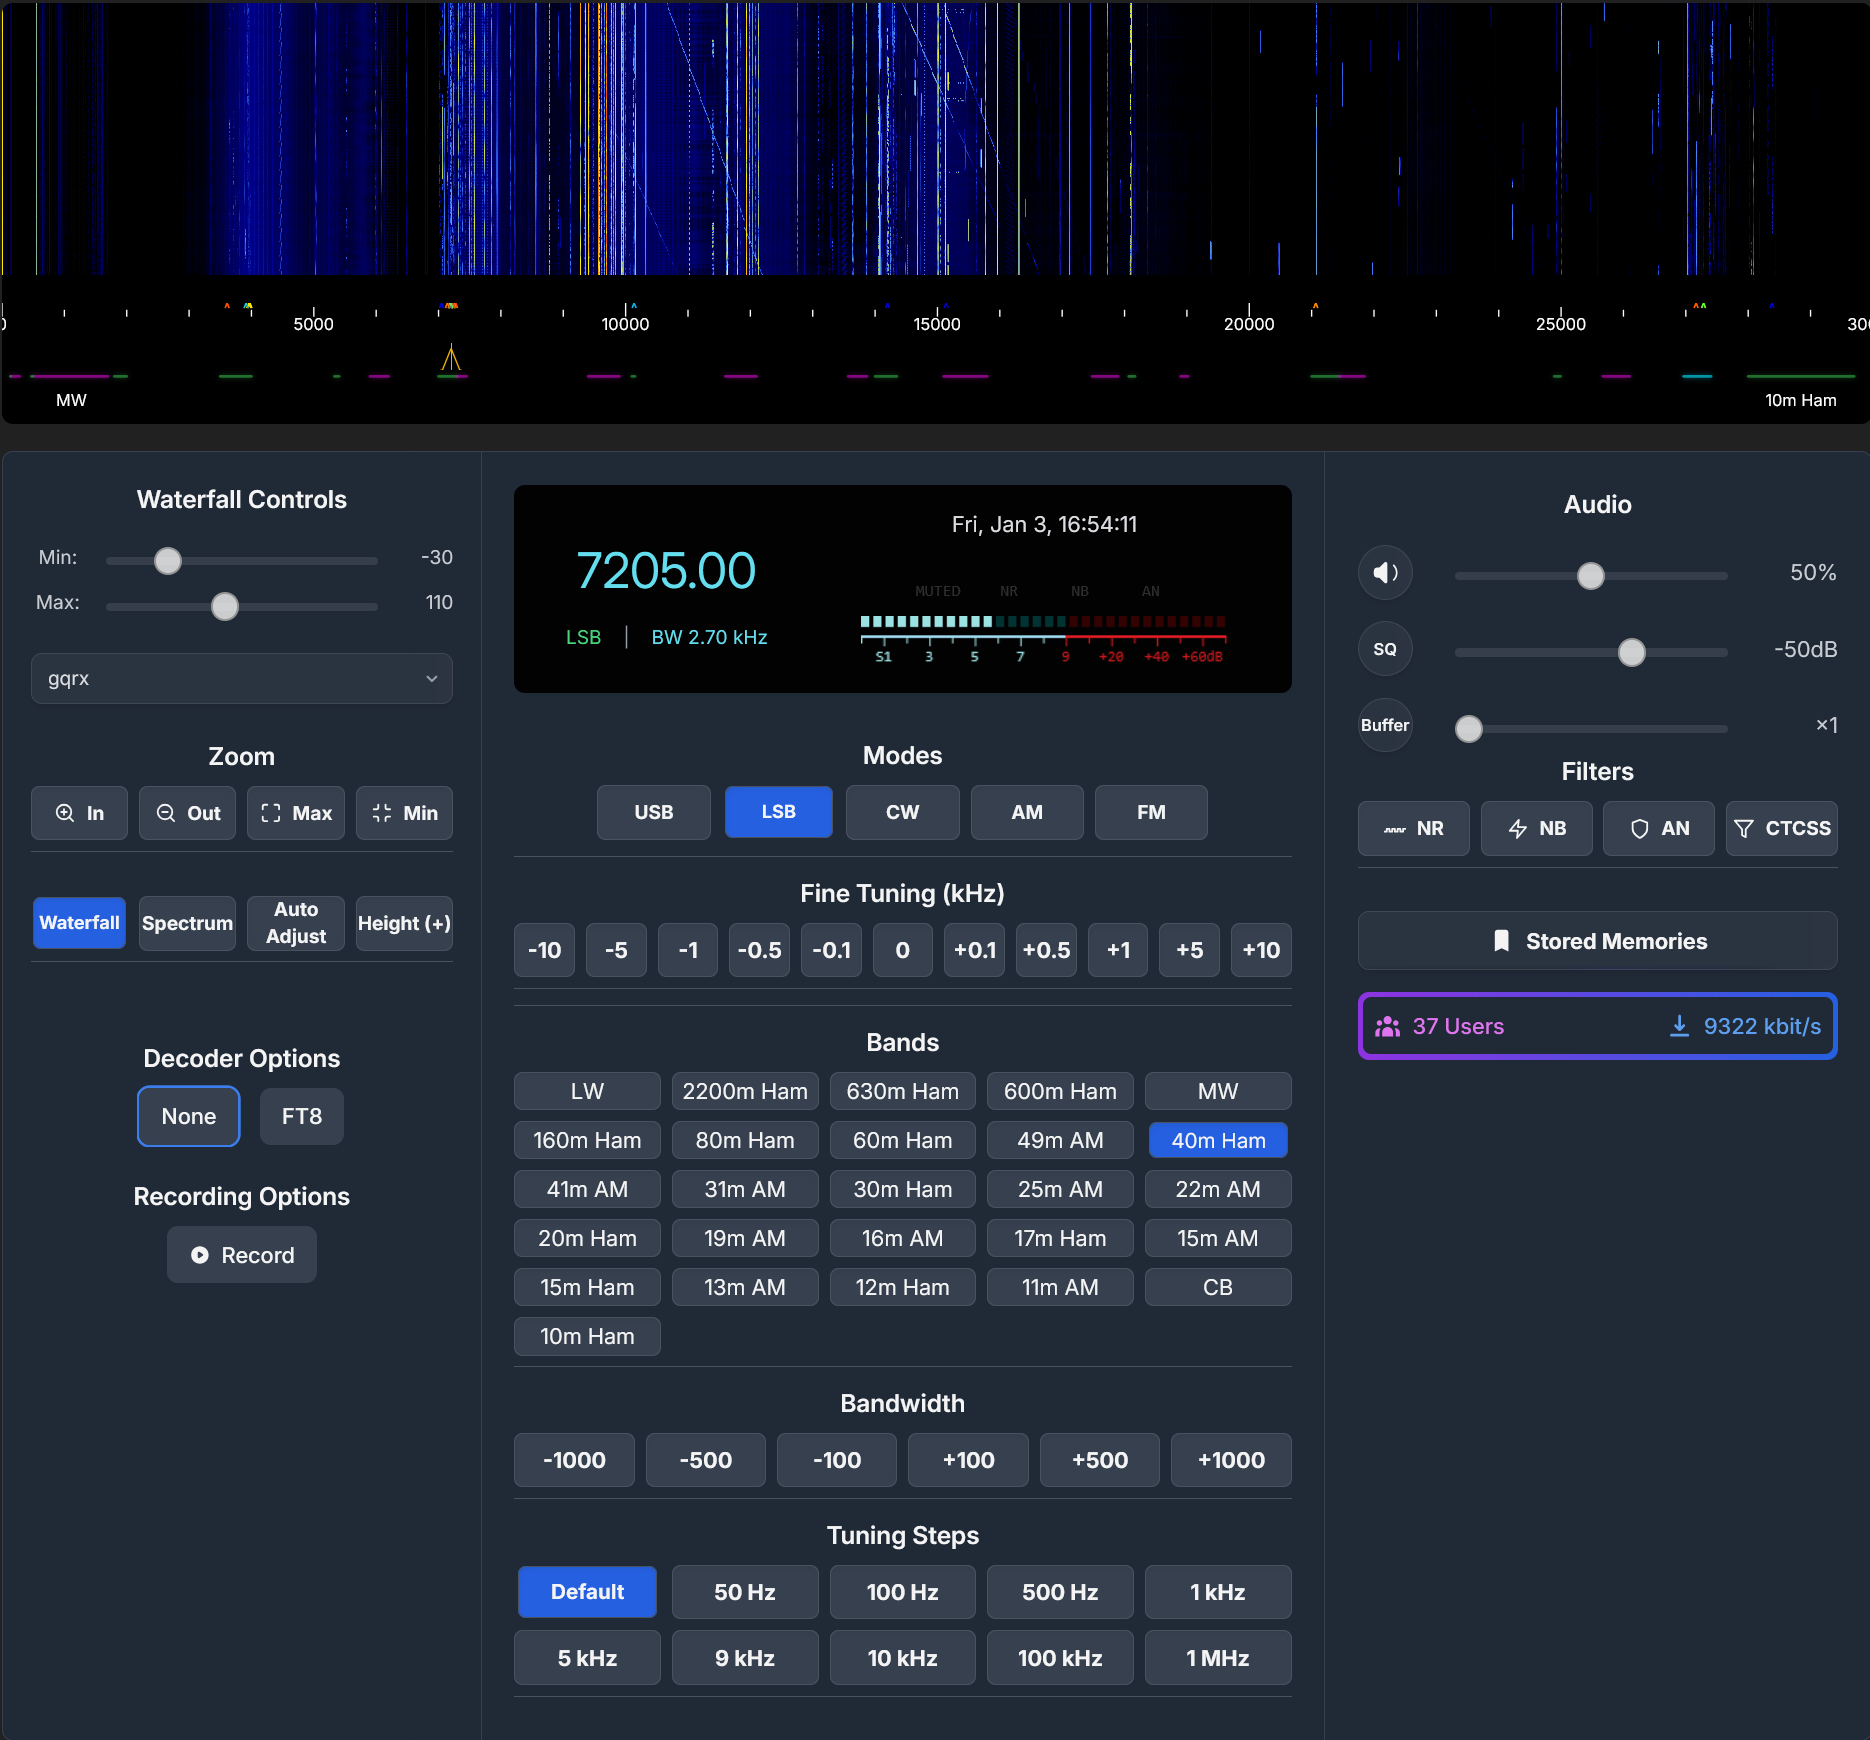 5000
10000
15000
20000
25000
MW
10m Ham
Waterfall Controls
Min:
-30
Max:
110
gqrx
Zoom
In
Out
Max
Min
Waterfall
Spectrum
Auto
Adjust
Height (+)
Decoder Options
None
FT8
Recording Options
Record
Fri, Jan 3, 16:54:11
7205.00
MUTED NR NB AN
LSB | BW 2.70 kHz
S1 3 5 7 9 +20 +40 +60dB
Modes
USB
LSB
CW
AM
FM
Fine Tuning (kHz)
-10
-5
-1
-0.5
-0.1
0
+0.1
+0.5
+1
+5
+10
Bands
LW
2200m Ham
630m Ham
600m Ham
MW
160m Ham
80m Ham
60m Ham
49m AM
40m Ham
41m AM
31m AM
30m Ham
25m AM
22m AM
20m Ham
19m AM
16m AM
17m Ham
15m AM
15m Ham
13m AM
12m Ham
11m AM
CB
10m Ham
Bandwidth
-1000
-500
-100
+100
+500
+1000
Tuning Steps
Default
50 Hz
100 Hz
500 Hz
1 kHz
5 kHz
9 kHz
10 kHz
100 kHz
1 MHz
Audio
50%
SQ
-50dB
Buffer
×1
Filters
NR
NB
AN
CTCSS
Stored Memories
37 Users
9322 kbit/s